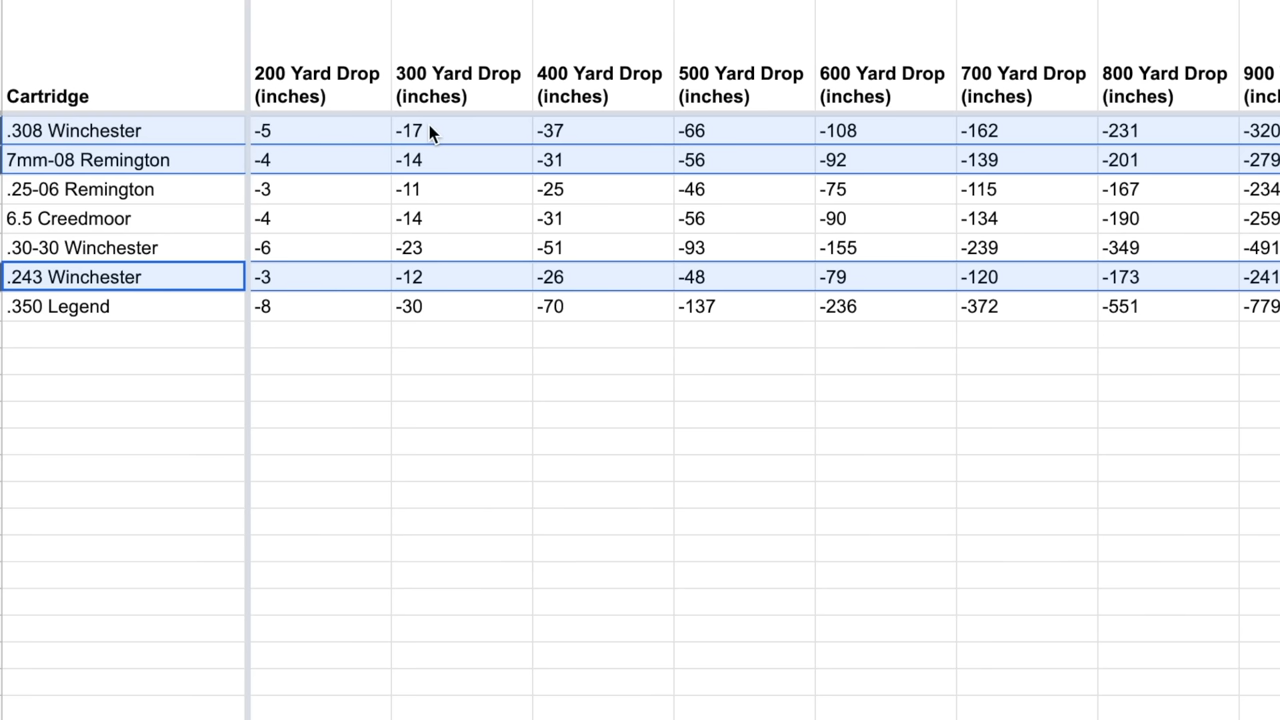 Cartridge 200 Yard Drop (inches) 300 Yard Drop (inches) 400 Yard Drop (inches) 500 Yard Drop (inches) 600 Yard Drop (inches) 700 Yard Drop (inches) 800 Yard Drop (inches) 900
.308 Winchester -5 -17 -37 -66 -108 -162 -231 -320
7mm-08 Remington -4 -14 -31 -56 -92 -139 -201 -279
.25-06 Remington -3 -11 -25 -46 -75 -115 -167 -234
6.5 Creedmoor -4 -14 -31 -56 -90 -134 -190 -259
.30-30 Winchester -6 -23 -51 -93 -155 -239 -349 -491
.243 Winchester -3 -12 -26 -48 -79 -120 -173 -241
.350 Legend -8 -30 -70 -137 -236 -372 -551 -779